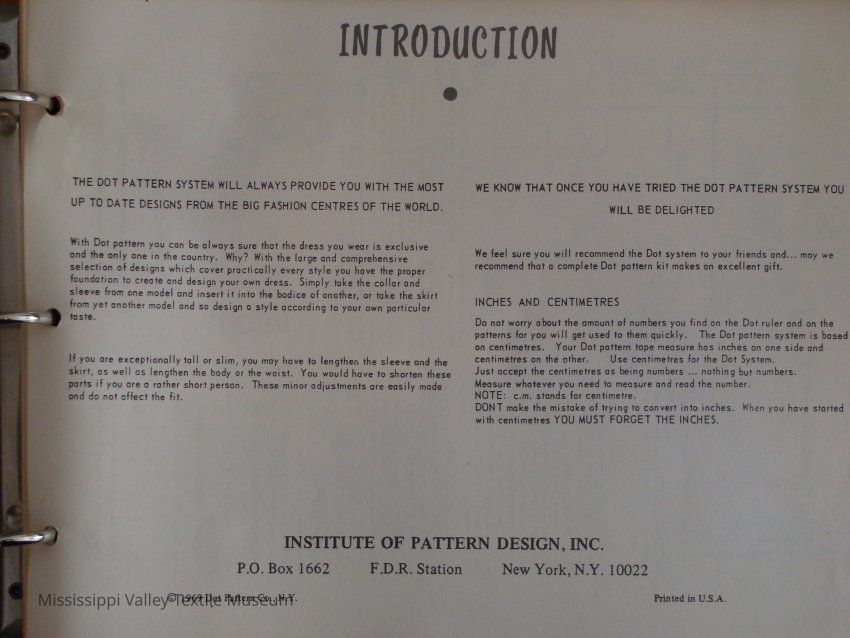 INTRODUCTION
THE DOT PATTERN SYSTEM WILL ALWAYS PROVIDE YOU WITH THE MOST
UP TO DATE DESIGNS FROM THE BIG FASHION CENTRES OF THE WORLD.
With Dot pattern you can be always sure that the dress you wear is exclusive
and the only one in the country. Why? With the large and comprehensive
selection of designs which cover practically every style you have the proper
foundation to create and design your own dress. Simply take the collar and
sleeve from one model and insert it into the bodice of another, or take the skirt
from yet another model and so design a style according to your own particular
taste.
If you are exceptionally tall or slim, you may have to lengthen the sleeve and the
skirt, as well as lengthen the body or the waist. You would have to shorten these
parts if you are a rather short person. These minor adjustments are easily made
and do not affect the fit.
WE KNOW THAT ONCE YOU HAVE TRIED THE DOT PATTERN SYSTEM YOU
WILL BE DELIGHTED
We feel sure you will recommend the Dot system to your friends and... may we
recommend that a complete Dot pattern kit makes an excellent gift.
INCHES AND CENTIMETRES
Do not worry about the amount of numbers you find on the Dot ruler and on the
patterns for you will get used to them quickly. The Dot pattern system is based
on centimetres. Your Dot pattern tape measure has inches on one side and
centimetres on the other. Use centimetres for the Dot System.
Just accept the centimetres as being numbers ... nothing but numbers.
Measure whatever you need to measure and read the number.
NOTE: c.m. stands for centimetre.
DONT make the mistake of trying to convert into inches. When you have started
with centimetres YOU MUST FORGET THE INCHES.
INSTITUTE OF PATTERN DESIGN, INC.
P.O. Box 1662 F.D.R. Station New York, N.Y. 10022
© 1969 Dot Pattern Co., N.Y.
Printed in U.S.A.
Mississippi Valley Textile Museum